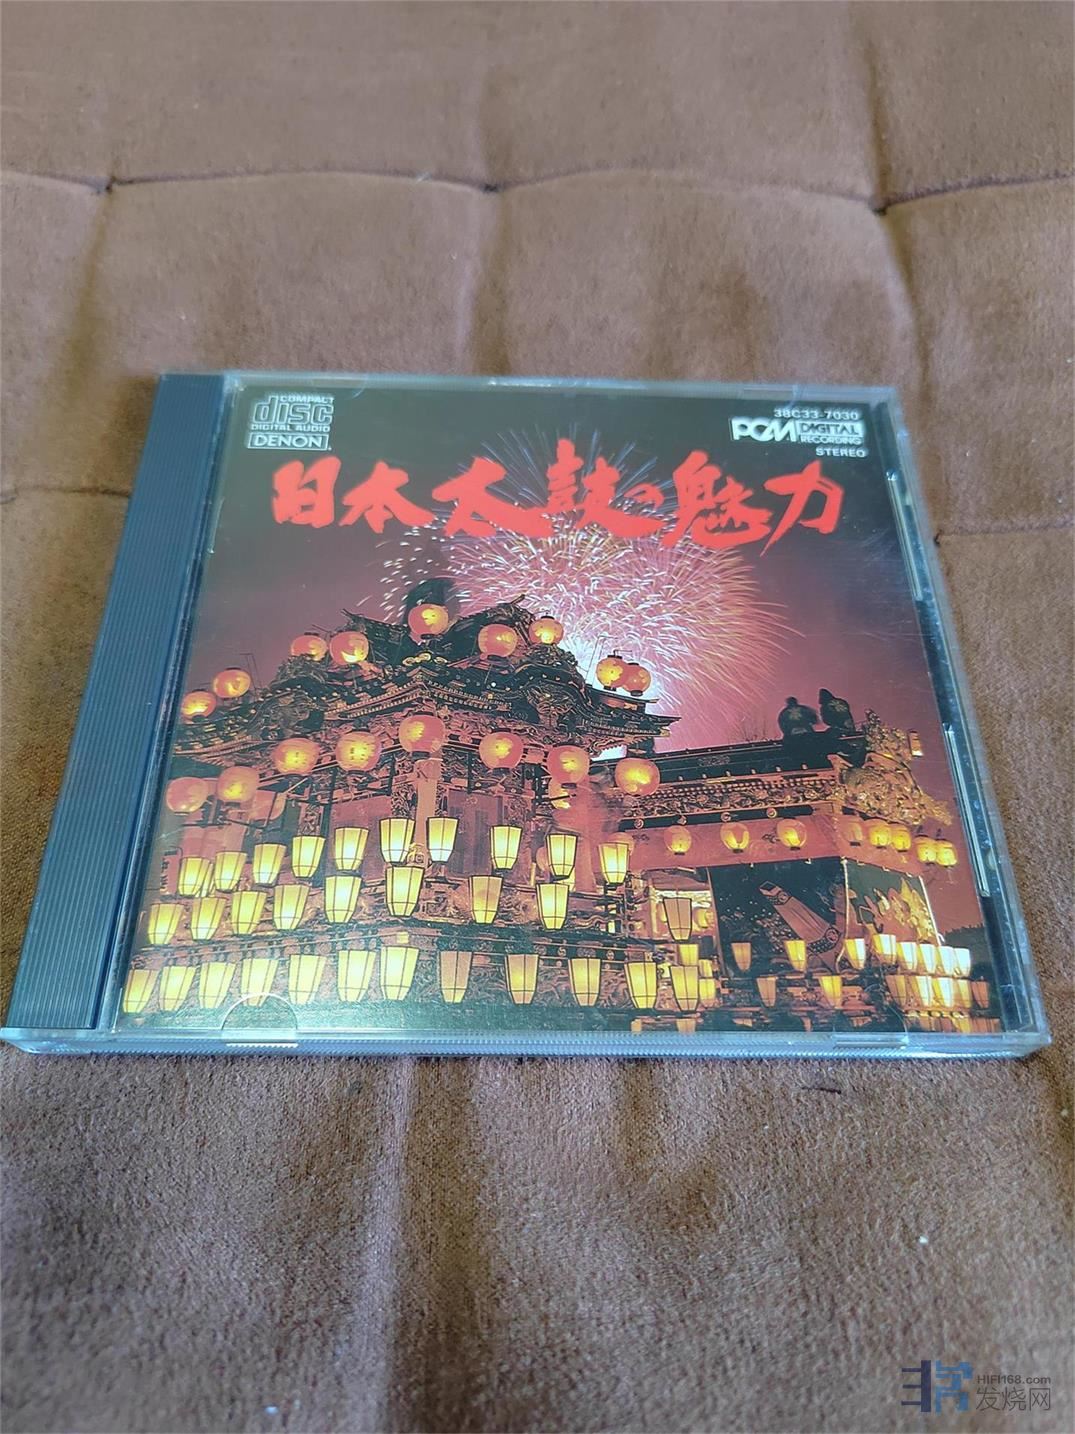 COMPACT
disc
DIGITAL AUDIO
DENON
38C33-7030
PCM DIGITAL
RECORDING
STEREO
日本太鼓の魅力
HIFI168.com
发烧网